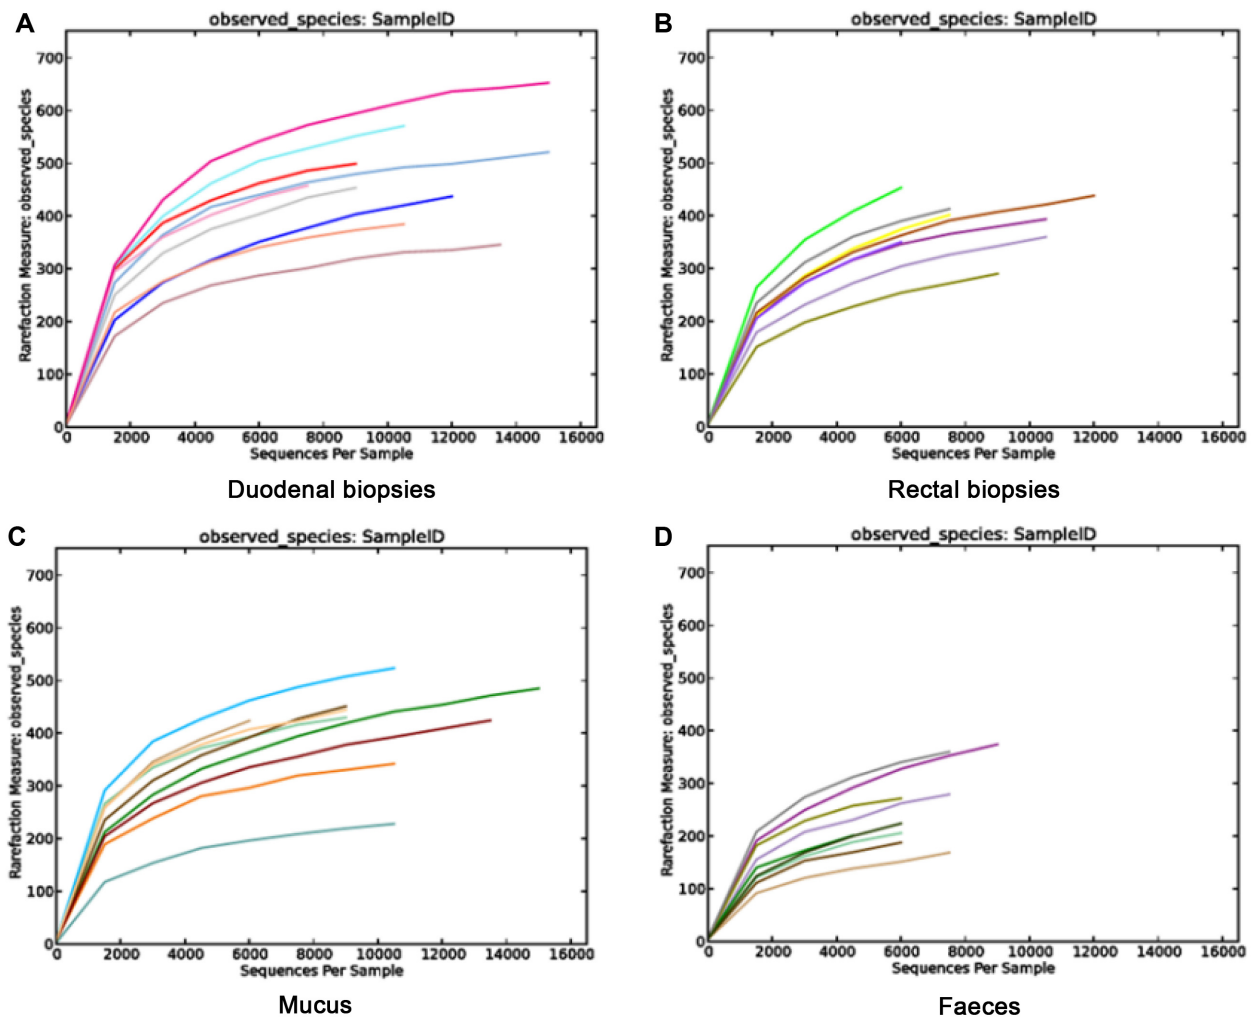 A
observed_species: SampleID
Rarefaction Measure: observed_species
700
600
500
400
300
200
100
0
0 2000 4000 6000 8000 10000 12000 14000 16000
Sequences Per Sample
Duodenal biopsies
B
observed_species: SampleID
Rarefaction Measure: observed_species
700
600
500
400
300
200
100
0
0 2000 4000 6000 8000 10000 12000 14000 16000
Sequences Per Sample
Rectal biopsies
C
observed_species: SampleID
Rarefaction Measure: observed_species
700
600
500
400
300
200
100
0
0 2000 4000 6000 8000 10000 12000 14000 16000
Sequences Per Sample
Mucus
D
observed_species: SampleID
Rarefaction Measure: observed_species
700
600
500
400
300
200
100
0
0 2000 4000 6000 8000 10000 12000 14000 16000
Sequences Per Sample
Faeces